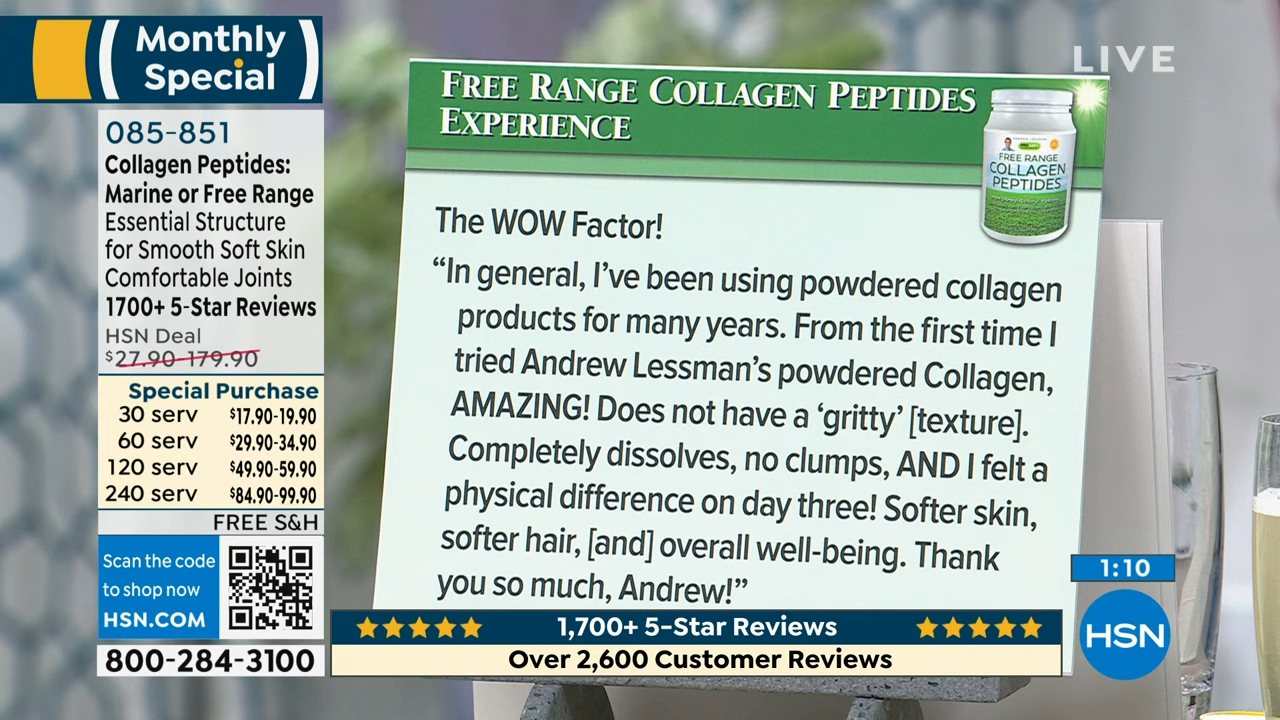 Monthly
Special
085-851
Collagen Peptides:
Marine or Free Range
Essential Structure
for Smooth Soft Skin
Comfortable Joints
1700+ 5-Star Reviews
HSN Deal
$27.90-179.90
Special Purchase
30 serv $17.90-19.90
60 serv $29.90-34.90
120 serv $49.90-59.90
240 serv $84.90-99.90
FREE S&H
Scan the code
to shop now
HSN.COM
800-284-3100
LIVE
FREE RANGE COLLAGEN PEPTIDES
EXPERIENCE
FREE RANGE
COLLAGEN
PEPTIDES
The WOW Factor!
“In general, I’ve been using powdered collagen
products for many years. From the first time I
tried Andrew Lessman’s powdered Collagen,
AMAZING! Does not have a ‘gritty’ [texture].
Completely dissolves, no clumps, AND I felt a
physical difference on day three! Softer skin,
softer hair, [and] overall well-being. Thank
you so much, Andrew!”
1,700+ 5-Star Reviews
Over 2,600 Customer Reviews
1:10
HSN